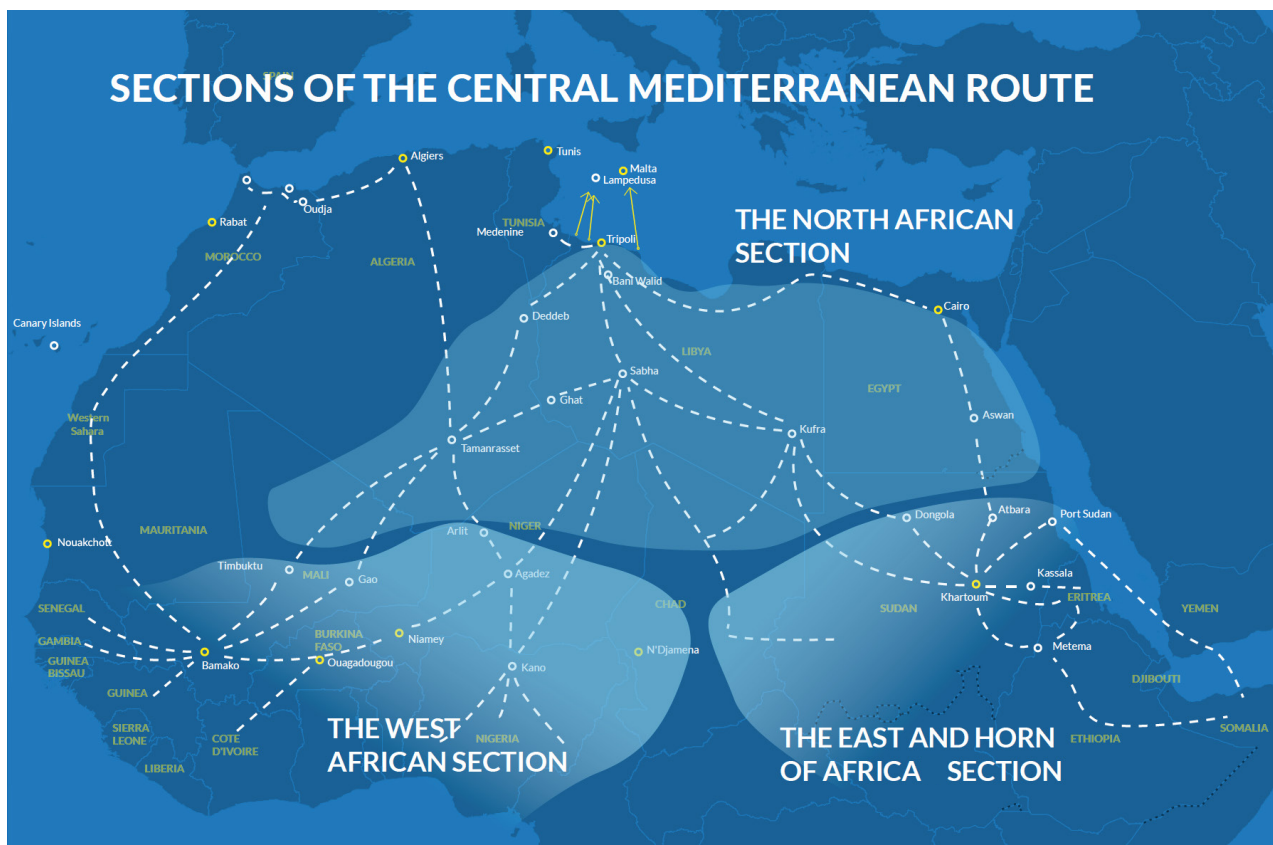 SPAIN
SECTIONS OF THE CENTRAL MEDITERRANEAN ROUTE
Algiers
Tunis
Malta
Lampedusa
Oudja
Rabat
TUNISIA
Medenine
Tripoli
THE NORTH AFRICAN
SECTION
MOROCCO
ALGERIA
Bani Walid
Cairo
Canary Islands
Deddeb
LIBYA
Sabha
EGYPT
Ghat
Western
Sahara
Aswan
Kufra
Tamanrasset
MAURITANIA
Arlit
NIGER
Dongola
Atbara
Port Sudan
Nouakchott
Timbuktu
MALI
Gao
Agadez
Kassala
Khartoum
ERITREA
SENEGAL
CHAD
SUDAN
YEMEN
GAMBIA
BURKINA
FASO
Niamey
GUINEA
BISSAU
Bamako
Ouagadougou
Kano
N'Djamena
Metema
DJIBOUTI
GUINEA
SIERRA
LEONE
COTE
D'IVOIRE
THE WEST
AFRICAN SECTION
NIGERIA
LIBERIA
THE EAST AND HORN
OF AFRICA SECTION
ETHIOPIA
SOMALIA